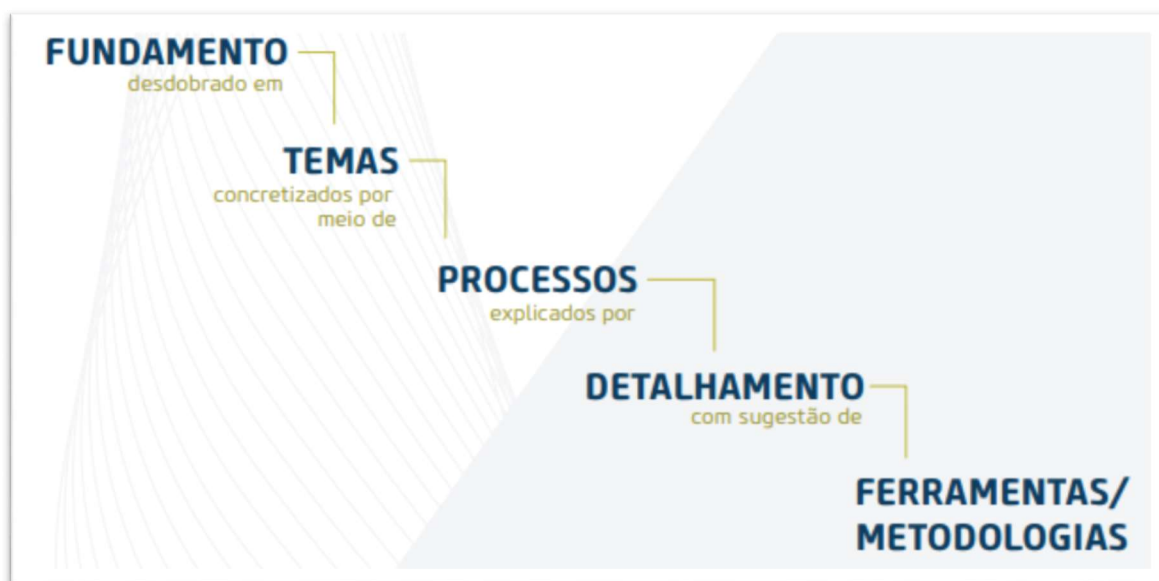 FUNDAMENTO
desdobrado em
TEMAS
concretizados por
meio de
PROCESSOS
explicados por
DETALHAMENTO
com sugestão de
FERRAMENTAS/
METODOLOGIAS